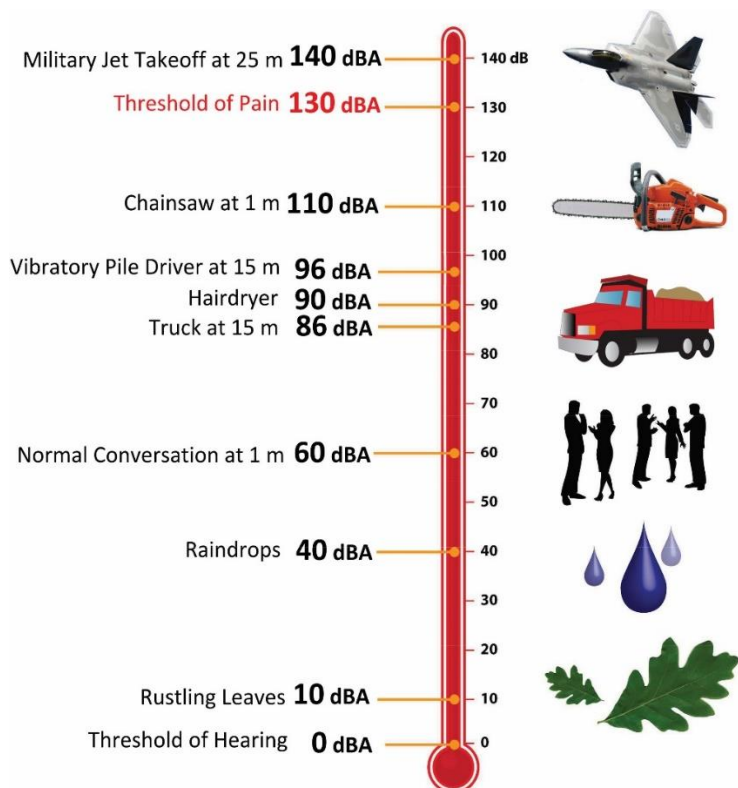 Military Jet Takeoff at 25 m 140 dBA
140 dB
Threshold of Pain 130 dBA
130
120
Chainsaw at 1 m 110 dBA
110
100
Vibratory Pile Driver at 15 m 96 dBA
Hairdryer 90 dBA
90
Truck at 15 m 86 dBA
80
70
Normal Conversation at 1 m 60 dBA
60
50
Raindrops 40 dBA
40
30
20
Rustling Leaves 10 dBA
10
Threshold of Hearing 0 dBA
0